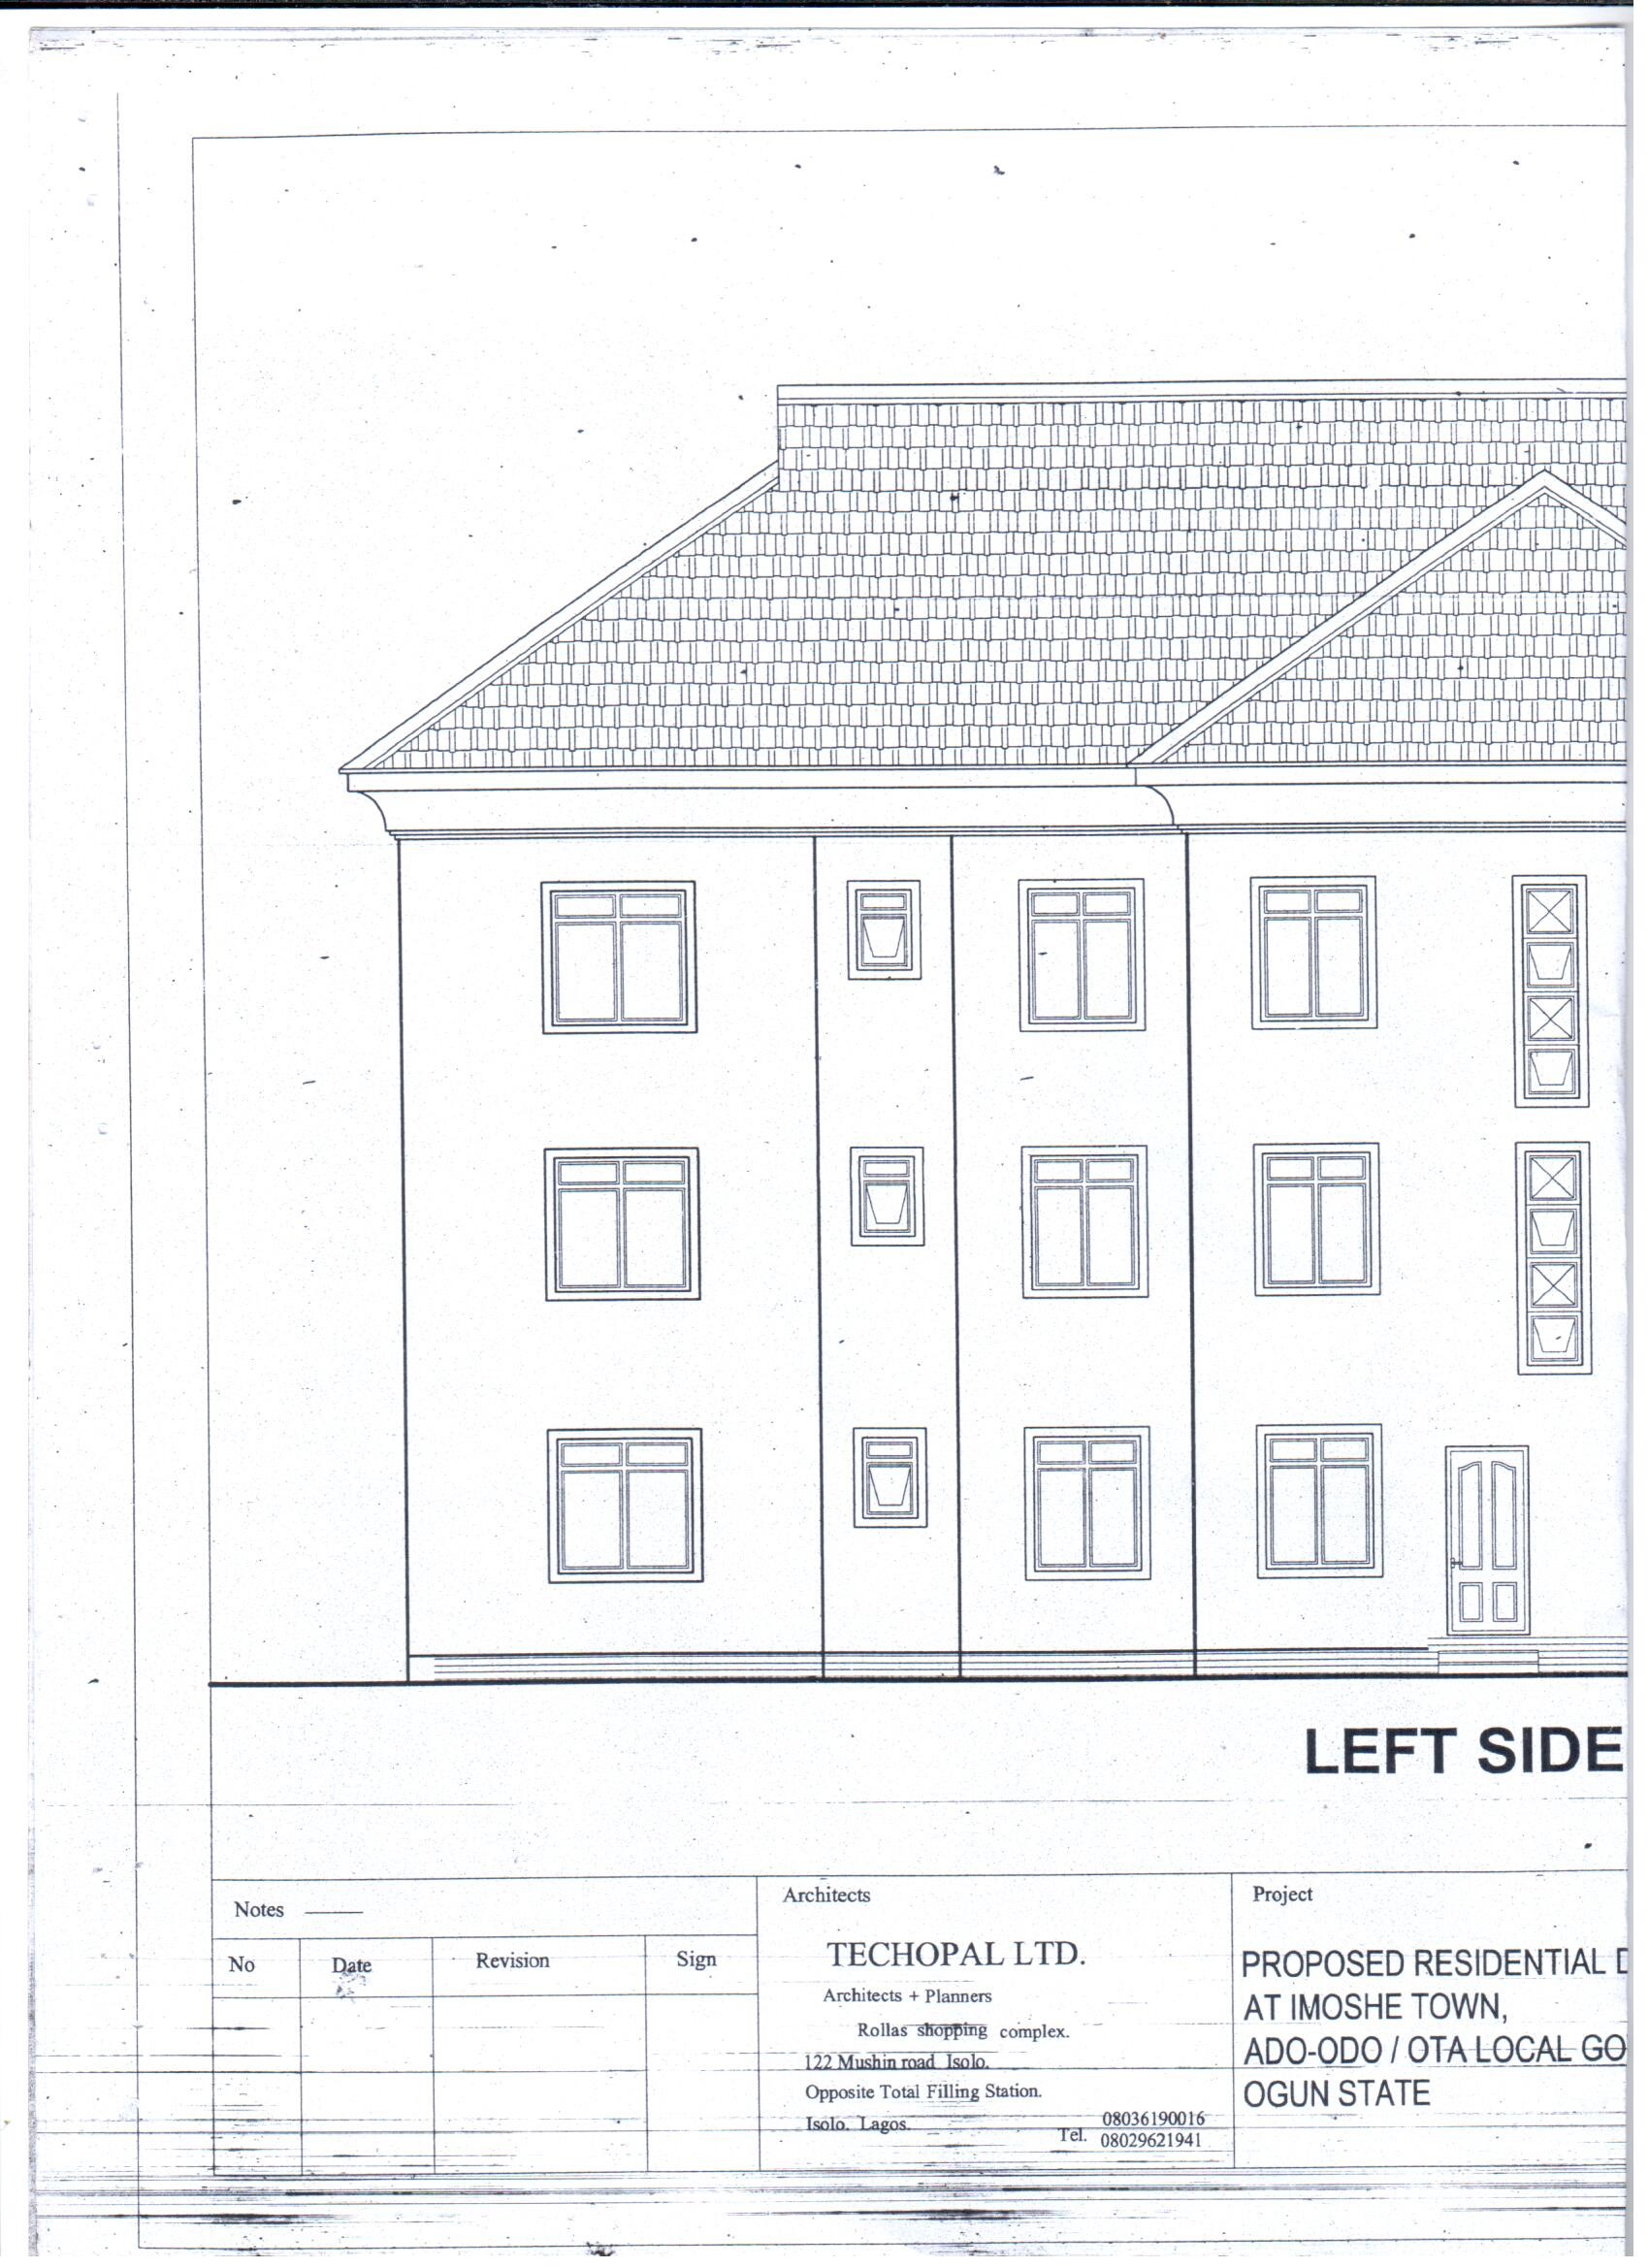 LEFT SIDE
Notes
No Date Revision Sign
Architects
TECHOPAL LTD.
Architects + Planners
Rollas shopping complex.
122 Mushin road Isolo.
Opposite Total Filling Station.
Isolo. Lagos.
Tel. 08036190016
08029621941
Project
PROPOSED RESIDENTIAL D
AT IMOSHE TOWN,
ADO-ODO / OTA LOCAL GO
OGUN STATE